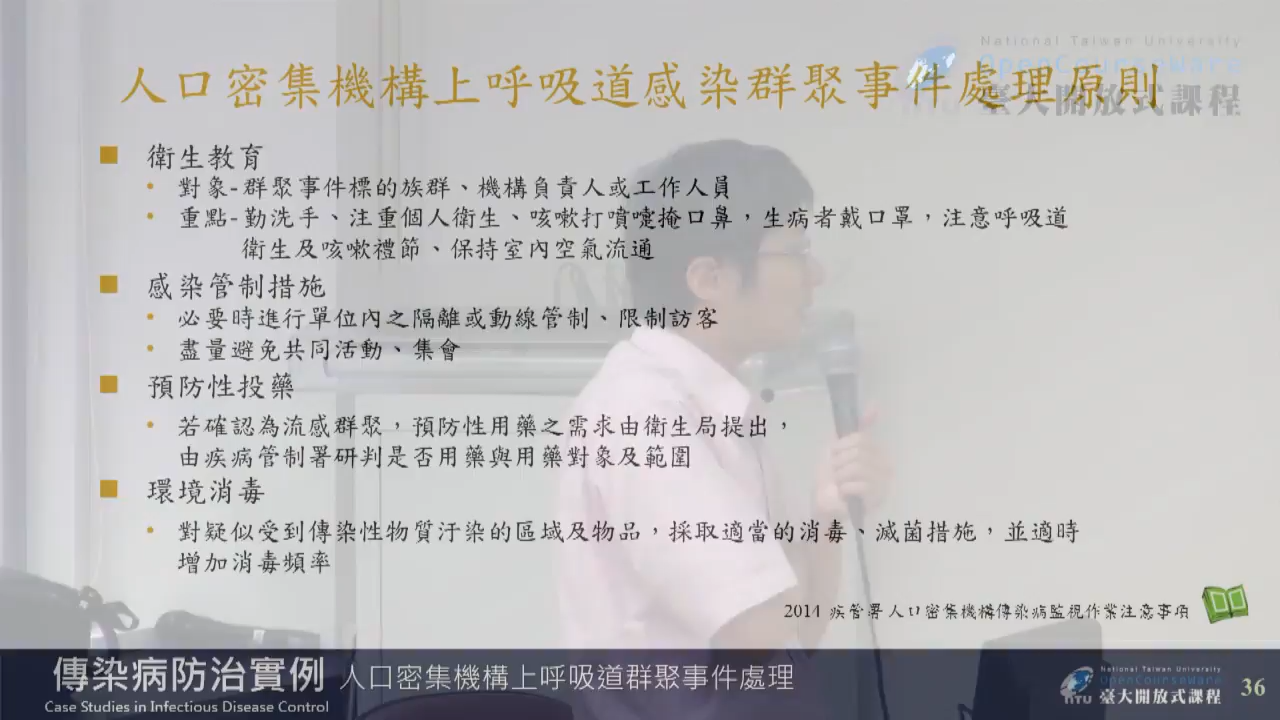 National Taiwan University
OpenCourseWare
臺大開放式課程
NTU
人口密集機構上呼吸道感染群聚事件處理原則
衛生教育
• 對象-群聚事件標的族群、機構負責人或工作人員
• 重點-勤洗手、注重個人衛生、咳嗽打噴嚏掩口鼻，生病者戴口罩，注意呼吸道
衛生及咳嗽禮節、保持室內空氣流通
感染管制措施
• 必要時進行單位內之隔離或動線管制、限制訪客
• 盡量避免共同活動、集會
預防性投藥
• 若確認為流感群聚，預防性用藥之需求由衛生局提出，
由疾病管制署研判是否用藥與用藥對象及範圍
環境消毒
• 對疑似受到傳染性物質汙染的區域及物品，採取適當的消毒、滅菌措施，並適時
增加消毒頻率
2014 疾管署人口密集機構傳染病監視作業注意事項
傳染病防治實例 人口密集機構上呼吸道群聚事件處理
Case Studies in Infectious Disease Control
National Taiwan University
OpenCourseWare
NTU 臺大開放式課程
36